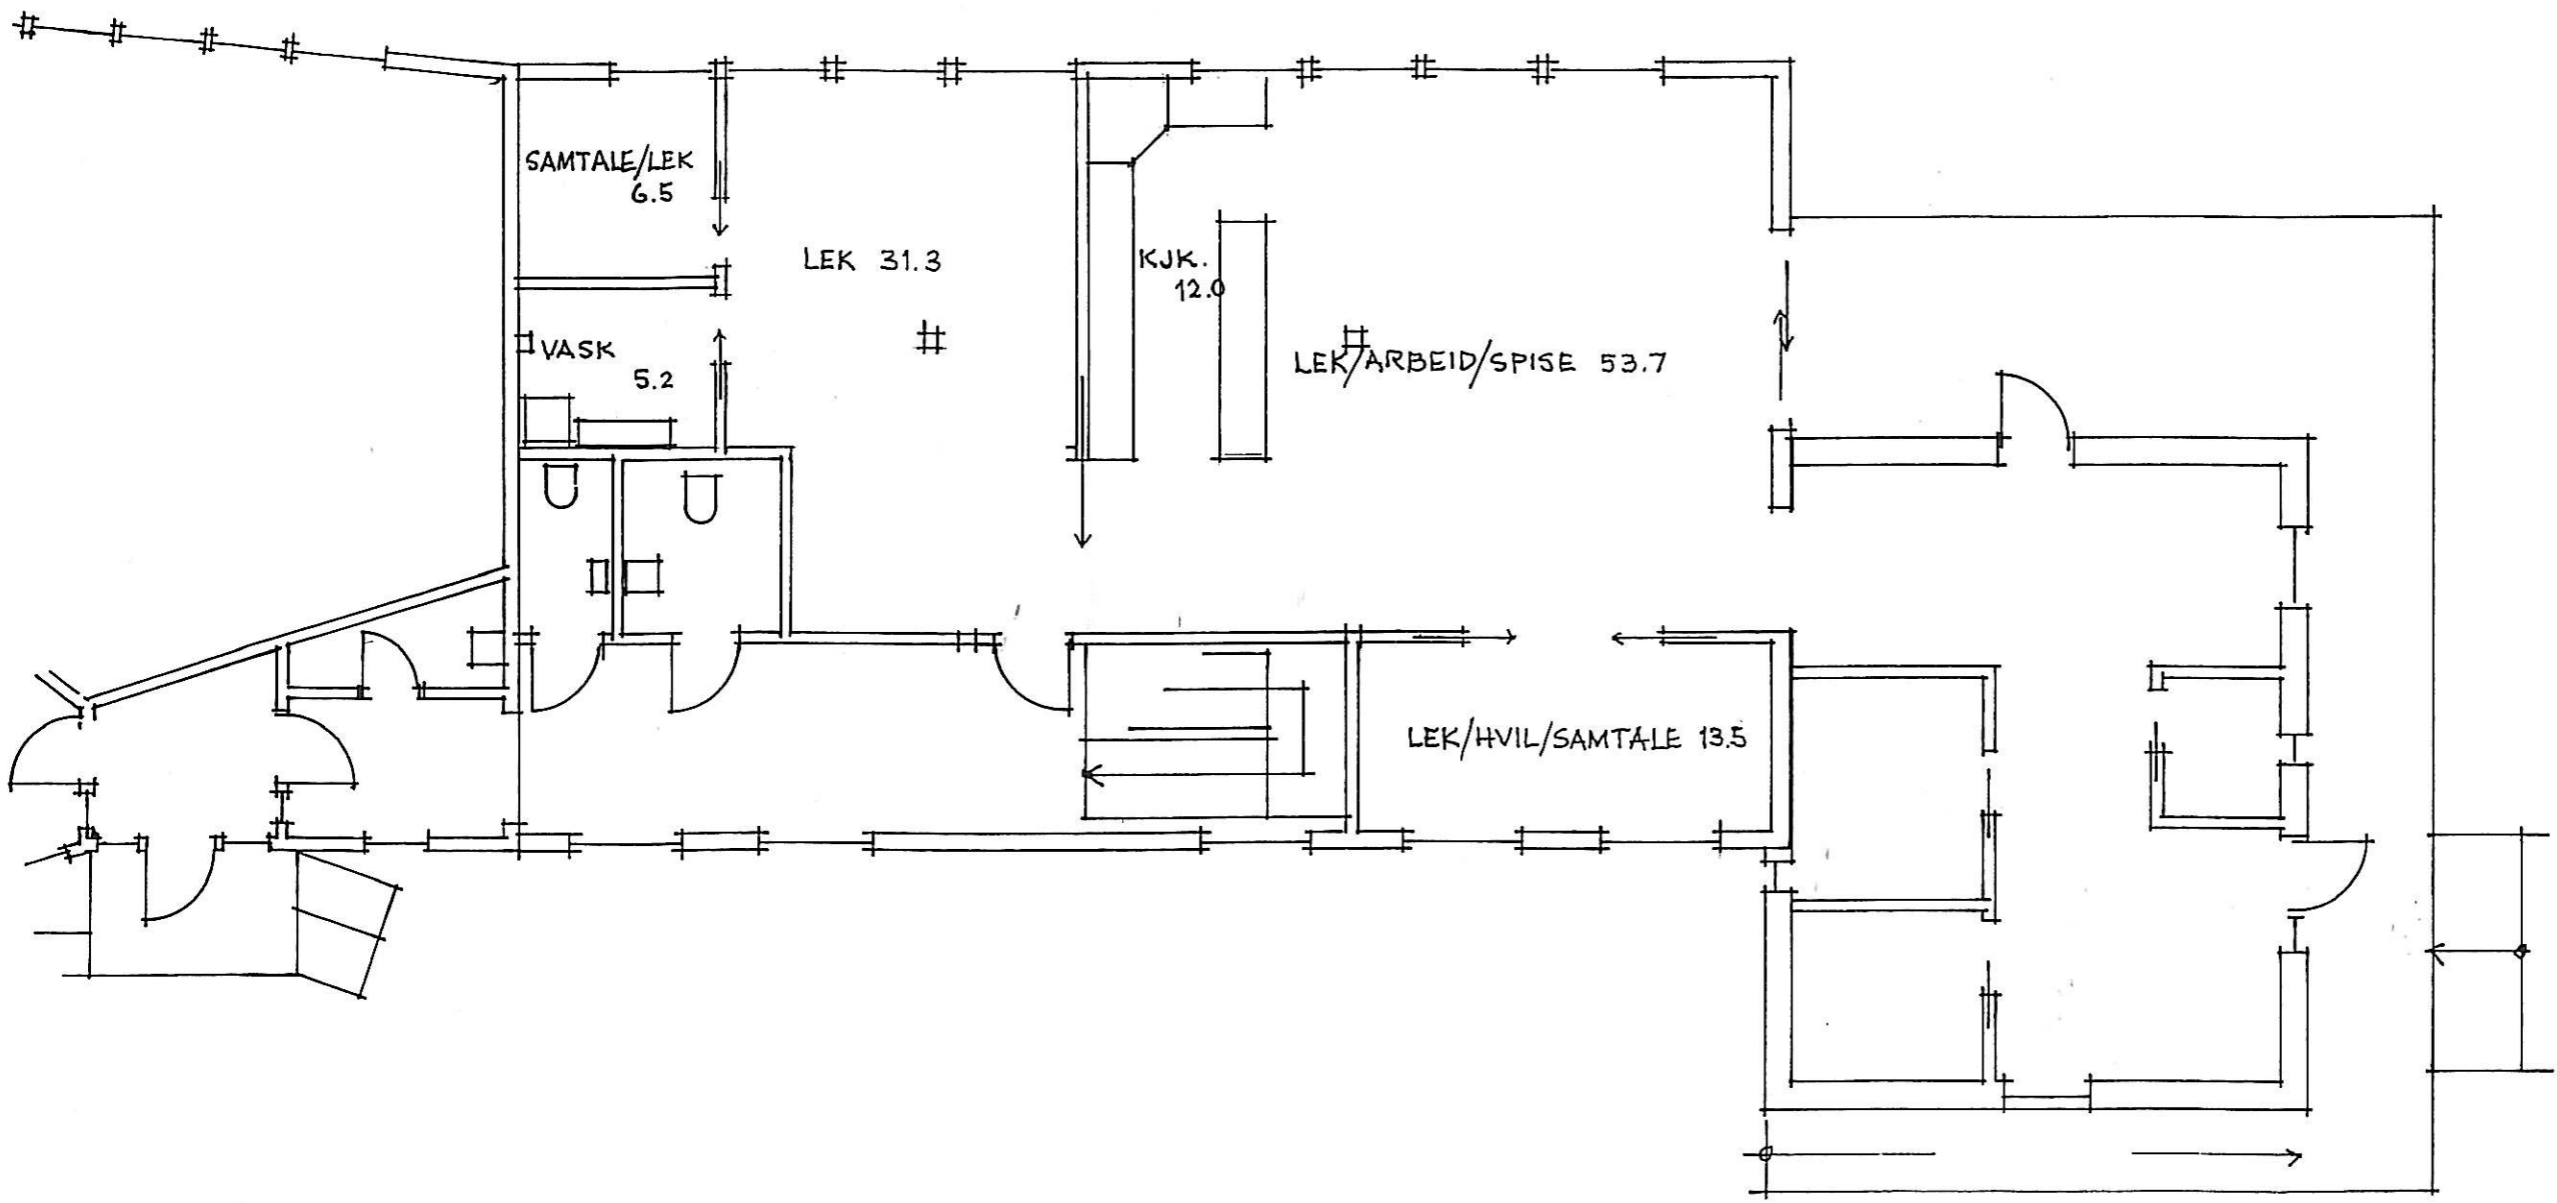 SAMTALE/LEK
6.5
LEK 31.3
KJK.
12.0
VASK
5.2
LEK/ARBEID/SPISE 53.7
LEK/HVIL/SAMTALE 13.5